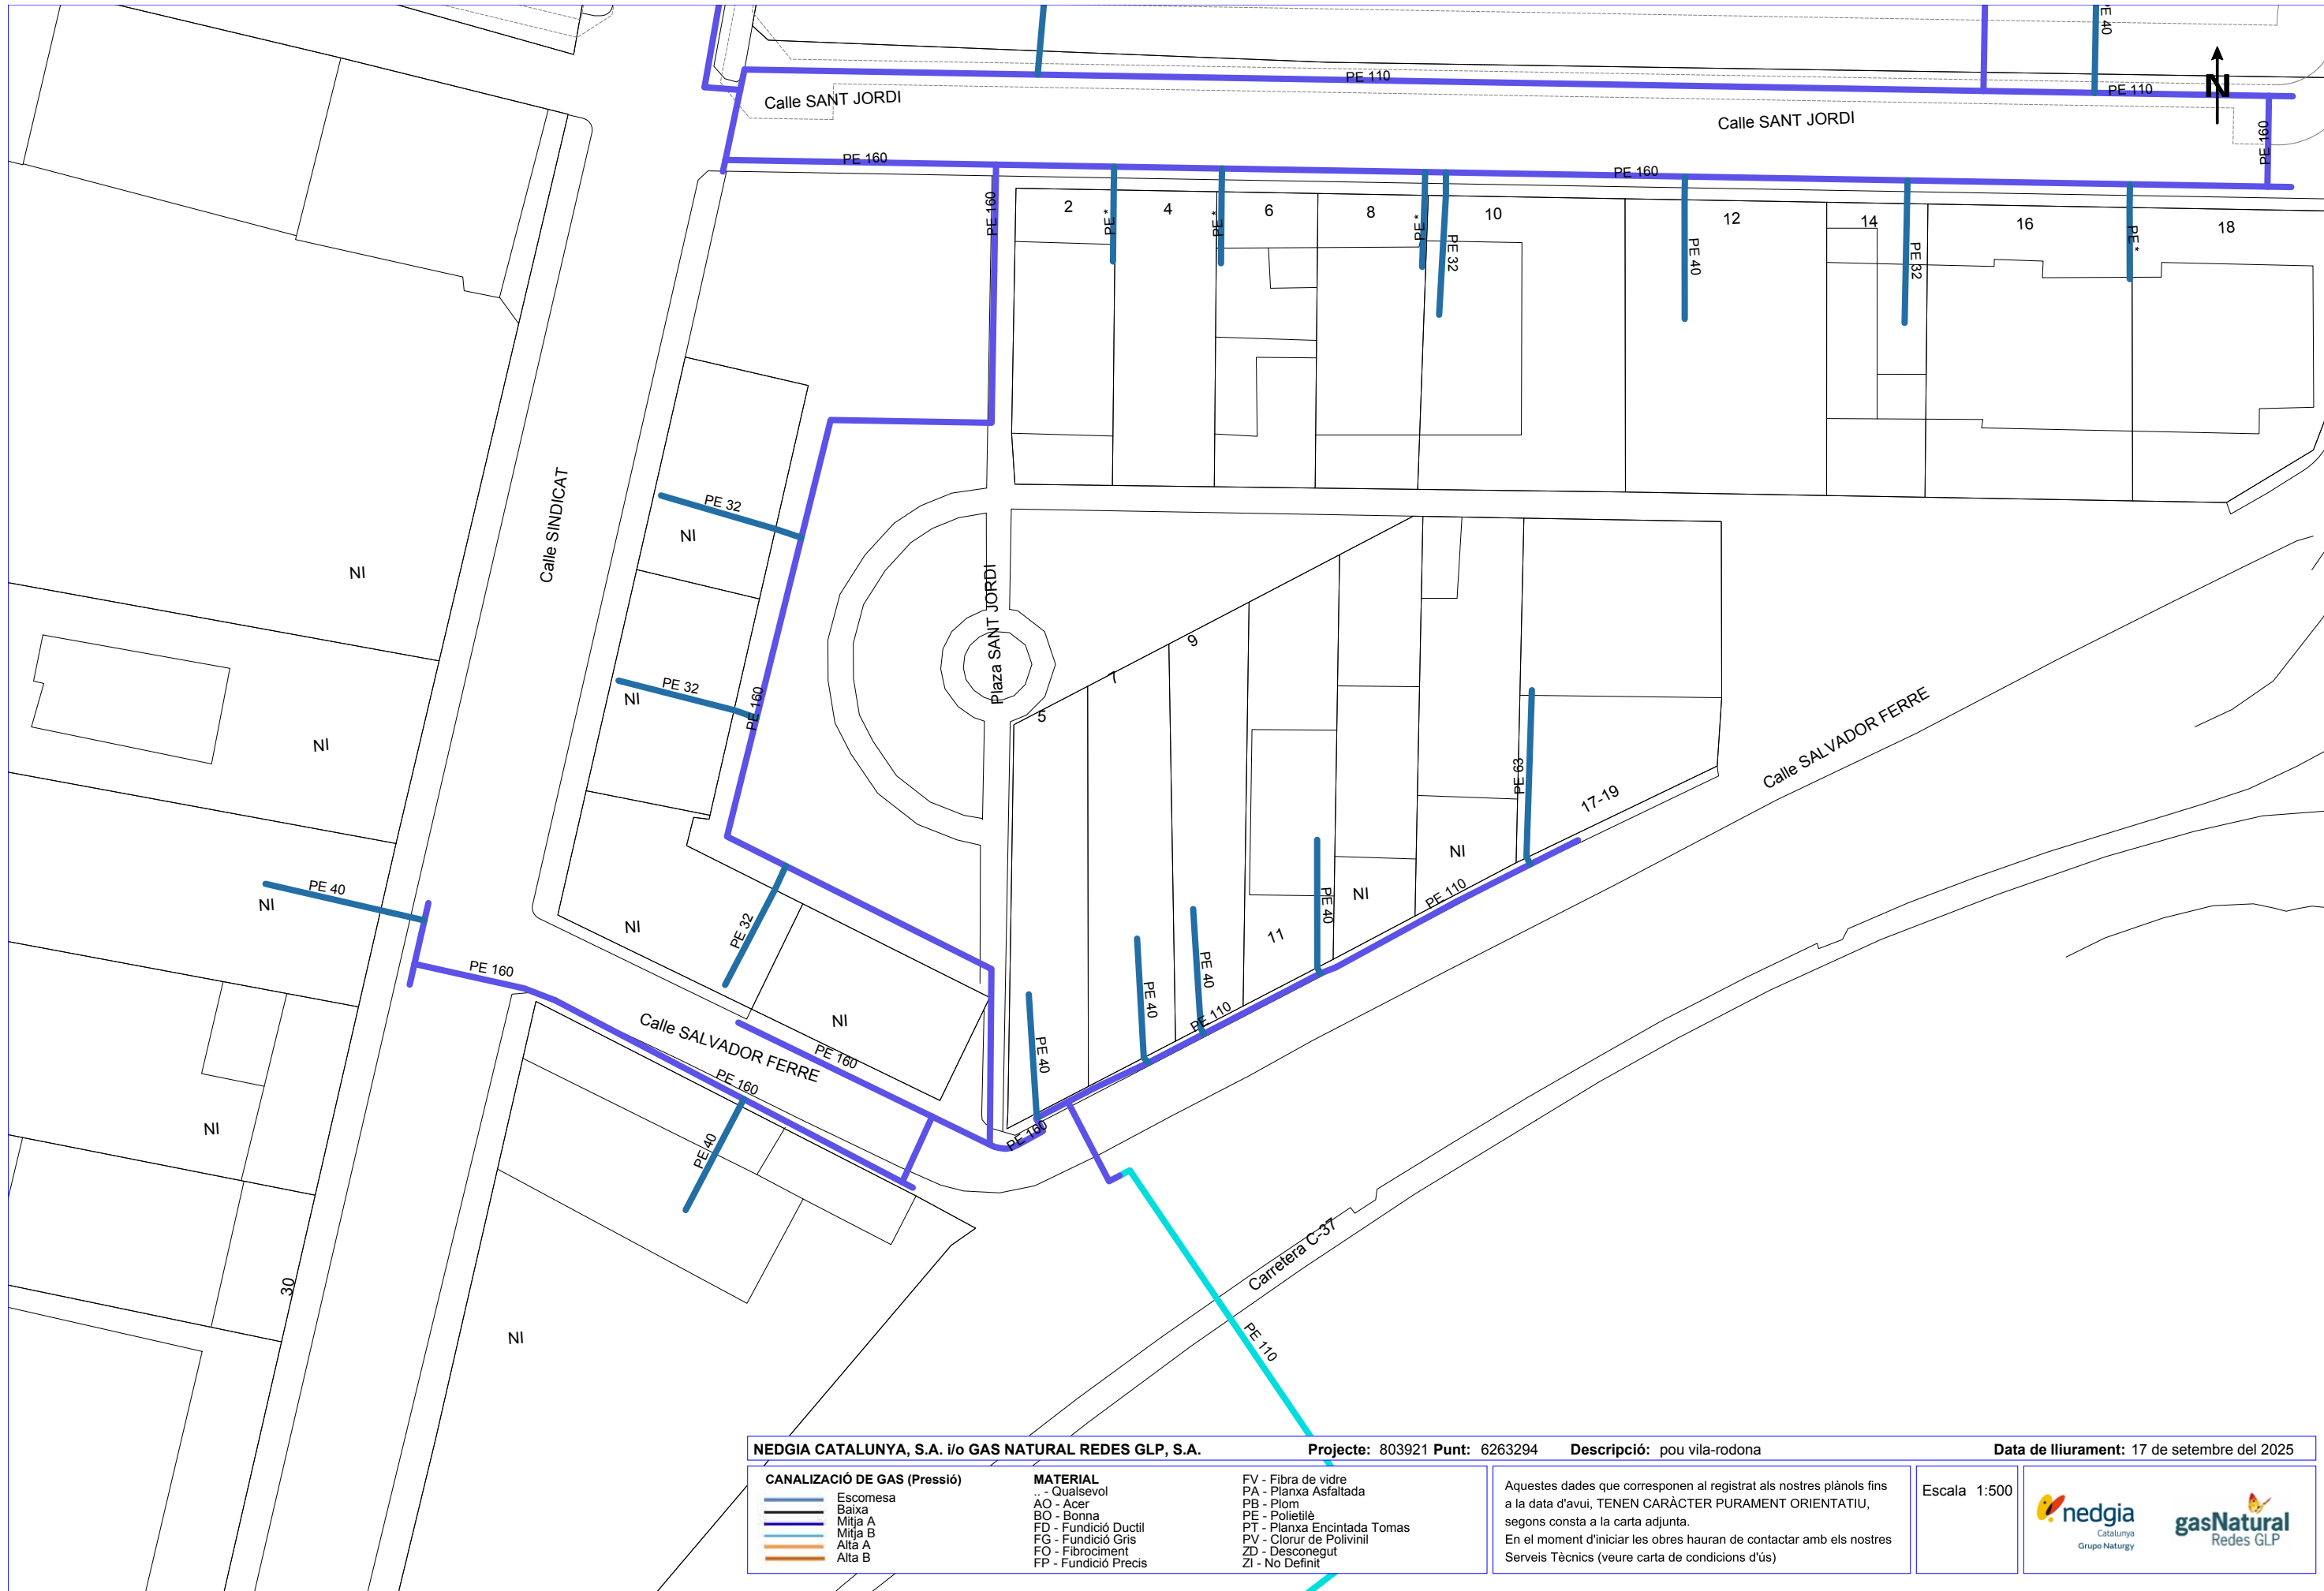 PE 40
N
PE 110
PE 110
Calle SANT JORDI
Calle SANT JORDI
PE 160
PE 160
PE 160
PE 160
2
PE *
4
PE *
6
8
PE *
10
PE 32
12
PE 40
14
PE 32
16
PE *
18
Calle SINDICAT
PE 32
NI
NI
Plaza SANT JORDI
9
7
5
PE 32
NI
PE 160
NI
Calle SALVADOR FERRE
PE 63
17-19
PE 40
NI
NI
PE 32
NI
PE 40
NI
PE 110
11
PE 160
PE 40
PE 40
PE 110
PE 40
Calle SALVADOR FERRE
NI
PE 160
PE 160
PE 160
PE 40
NI
Carretera C-37
30
NI
PE 110
NEDGIA CATALUNYA, S.A. i/o GAS NATURAL REDES GLP, S.A. Projecte: 803921 Punt: 6263294 Descripció: pou vila-rodona Data de lliurament: 17 de setembre del 2025
CANALIZACIÓ DE GAS (Pressió)
Escomesa
Baixa
Mitja A
Mitja B
Alta A
Alta B
MATERIAL
.. - Qualsevol
AO - Acer
BO - Bonna
FD - Fundició Ductil
FG - Fundició Gris
FO - Fibrociment
FP - Fundició Precis
FV - Fibra de vidre
PA - Planxa Asfaltada
PB - Plom
PE - Polietilè
PT - Planxa Encintada Tomas
PV - Clorur de Polivinil
ZD - Desconegut
ZI - No Definit
Aquestes dades que corresponen al registrat als nostres plànols fins
a la data d'avui, TENEN CARÀCTER PURAMENT ORIENTATIU,
segons consta a la carta adjunta.
En el moment d'iniciar les obres hauran de contactar amb els nostres
Serveis Tècnics (veure carta de condicions d'ús)
Escala 1:500
nedgia
Catalunya
Grupo Naturgy
gasNatural
Redes GLP